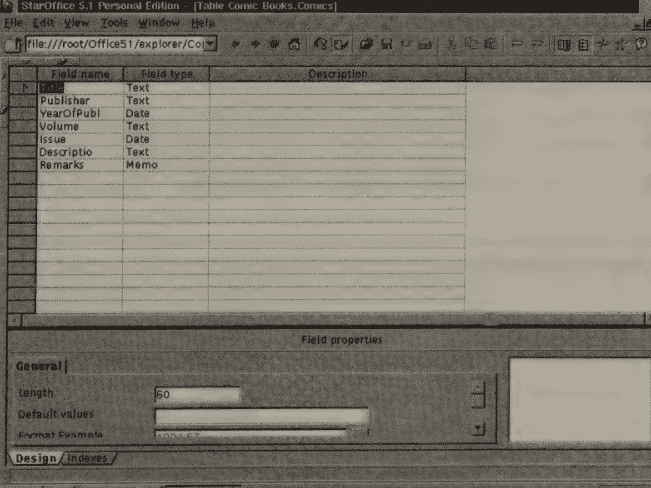 StarOffice 5.1 Personal Edition - [Table Comic Books.Comics]
File Edit View Tools Window Help
file:///root/Office51/explorer/Co
Field name Field type Description
Text
Publisher Text
YearOfPubl Date
Volume Text
Issue Date
Descriptio Text
Remarks Memo
Field properties
General
Length 60
Default values
Format Example
Design Indexes